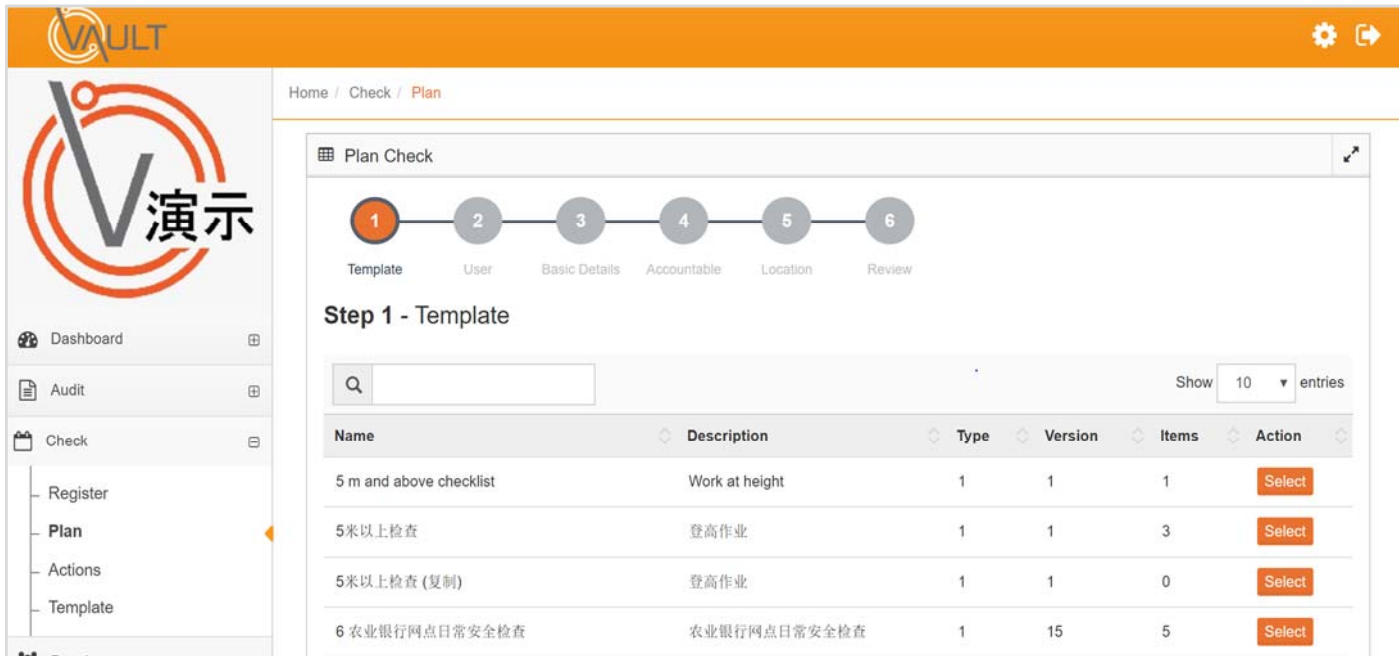 VAULT
演示
Home / Check / Plan
Plan Check
1 2 3 4 5 6
Template User Basic Details Accountable Location Review
Step 1 - Template
Dashboard
Audit
Check
Register
Plan
Actions
Template
Show 10 entries
Name Description Type Version Items Action
5 m and above checklist Work at height 1 1 1 Select
5米以上检查 登高作业 1 1 3 Select
5米以上检查 (复制) 登高作业 1 1 0 Select
6 农业银行网点日常安全检查 农业银行网点日常安全检查 1 15 5 Select